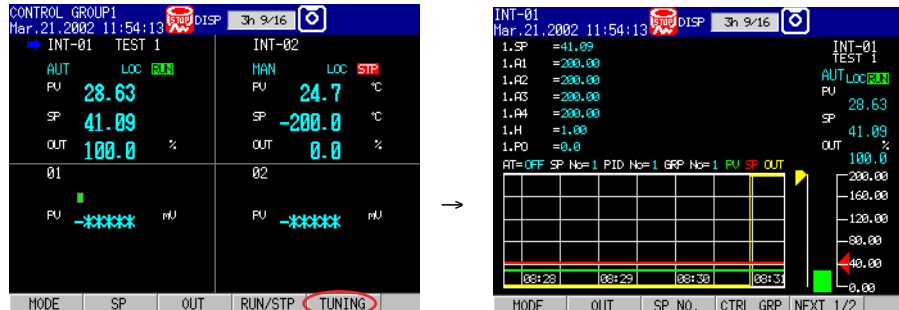 CONTROL GROUP1
Mar.21.2002 11:54:13 STOP DISP 3h 9/16
INT-01 TEST 1
AUT LOC RUN
PV 28.63
SP 41.09
OUT 100.0 %
INT-02
MAN LOC STP
PV 24.7 ℃
SP -200.0 ℃
OUT 0.0 %
01
PV -***** mV
02
PV -***** mV
MODE SP OUT RUN/STP TUNING
→
INT-01
Mar.21.2002 11:54:13 STOP DISP 3h 9/16
1.SP =41.09
1.A1 =200.00
1.A2 =200.00
1.A3 =200.00
1.A4 =200.00
1.H =1.00
1.PO =0.0
AT=OFF SP No=1 PID No=1 GRP No=1 PV SP OUT
08:28 08:29 08:30 08:31
INT-01
TEST 1
AUT LOC RUN
PV
28.63
SP
41.09
OUT %
100.0
200.00
160.00
120.00
80.00
40.00
0.00
MODE OUT SP NO. CTRL GRP NEXT 1/2